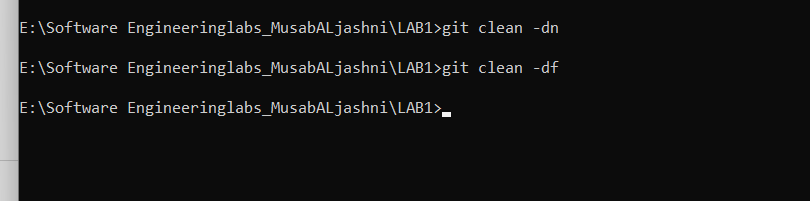 E:\Software Engineeringlabs_MusabALjashni\LAB1>git clean -dn
E:\Software Engineeringlabs_MusabALjashni\LAB1>git clean -df
E:\Software Engineeringlabs_MusabALjashni\LAB1>